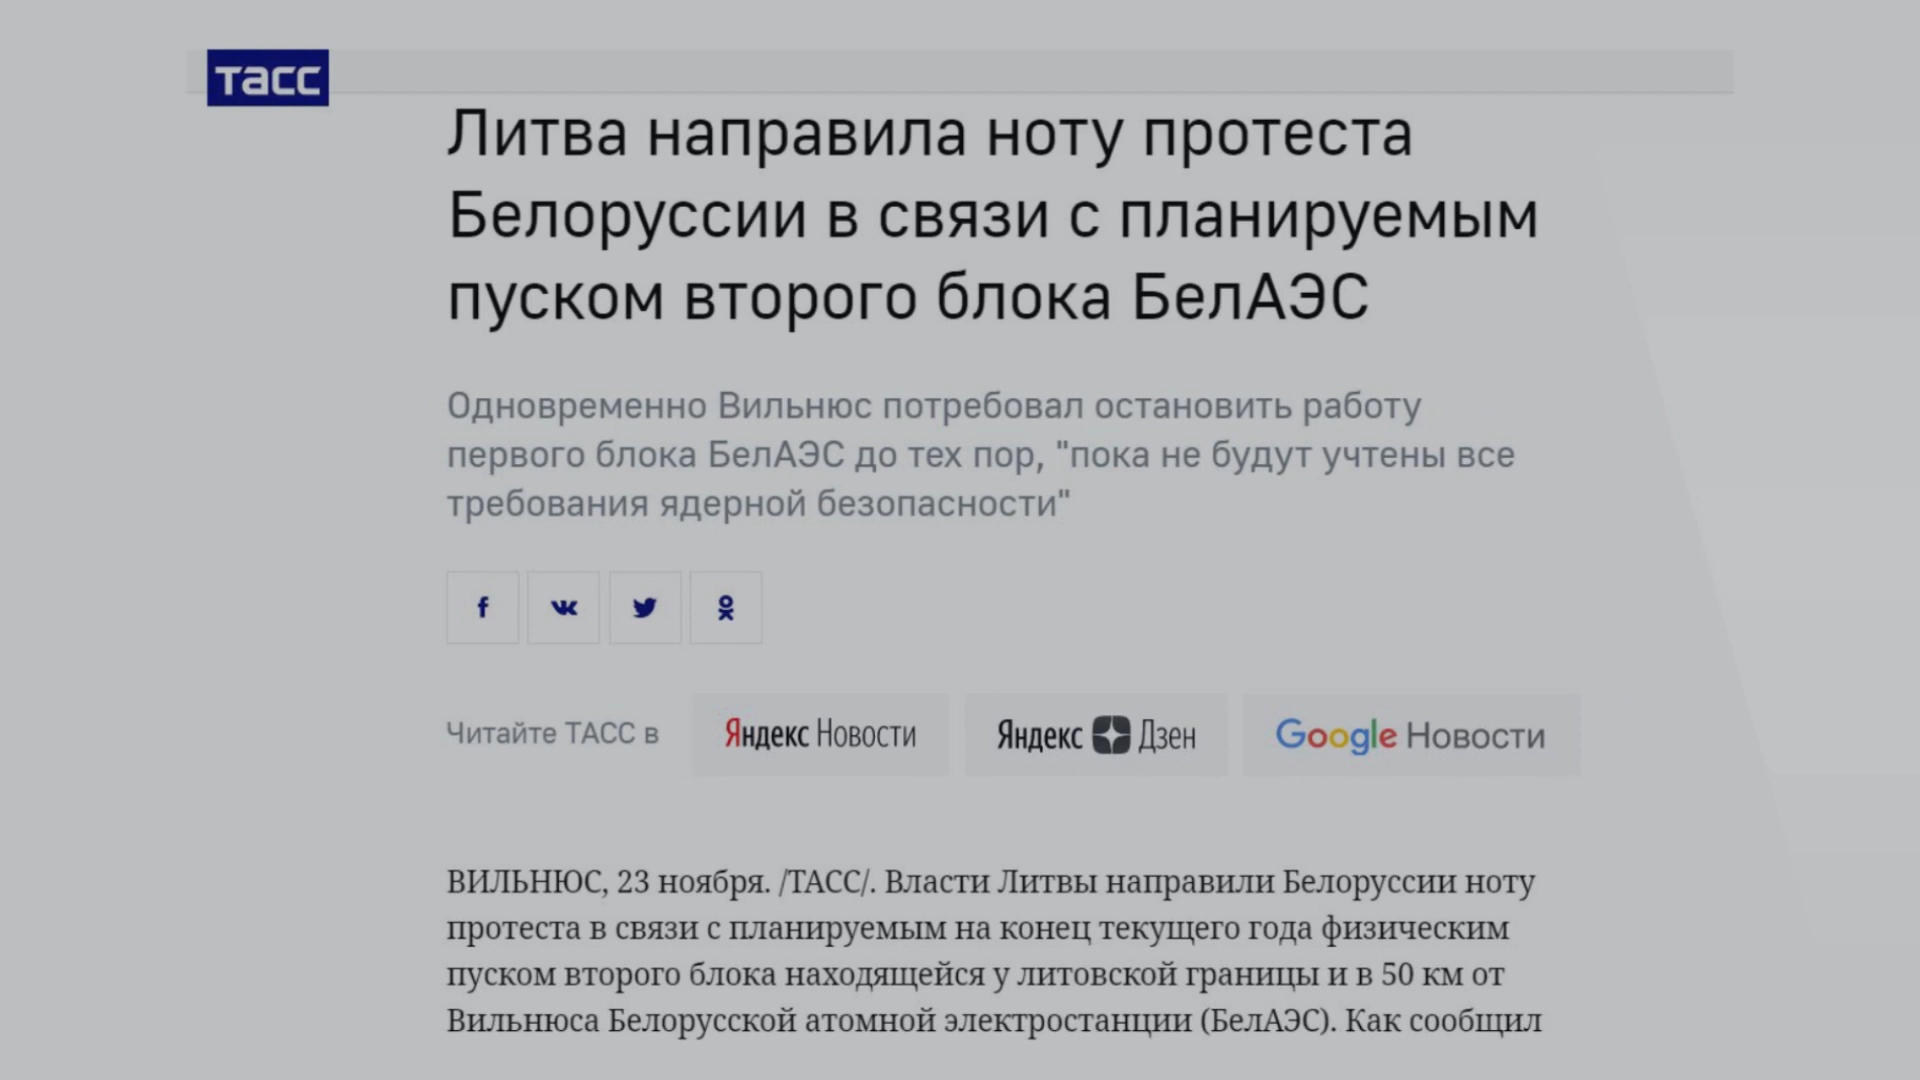 тасс
Литва направила ноту протеста
Белоруссии в связи с планируемым
пуском второго блока БелАЭС
Одновременно Вильнюс потребовал остановить работу
первого блока БелАЭС до тех пор, "пока не будут учтены все
требования ядерной безопасности"
Читайте ТАСС в Яндекс Новости Яндекс Дзен Google Новости
ВИЛЬНЮС, 23 ноября. /ТАСС/. Власти Литвы направили Белоруссии ноту
протеста в связи с планируемым на конец текущего года физическим
пуском второго блока находящейся у литовской границы и в 50 км от
Вильнюса Белорусской атомной электростанции (БелАЭС). Как сообщил